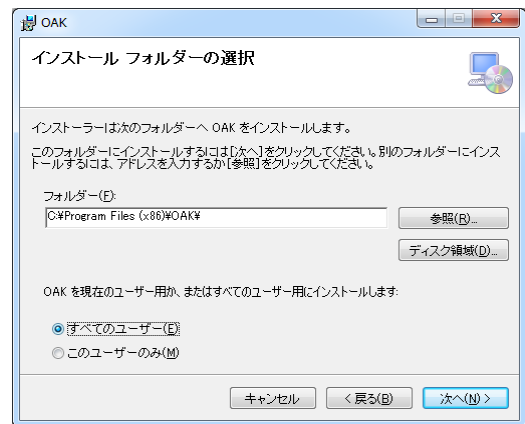 OAK
インストール フォルダーの選択
インストーラーは次のフォルダーへ OAK をインストールします。
このフォルダーにインストールするには[次へ]をクリックしてください。別のフォルダーにインス
トールするには、アドレスを入力するか[参照]をクリックしてください。
フォルダー(F):
C:¥Program Files (x86)¥OAK¥
参照(R)...
ディスク領域(D)...
OAK を現在のユーザー用か、またはすべてのユーザー用にインストールします:
すべてのユーザー(E)
このユーザーのみ(M)
キャンセル
< 戻る(B)
次へ(N) >